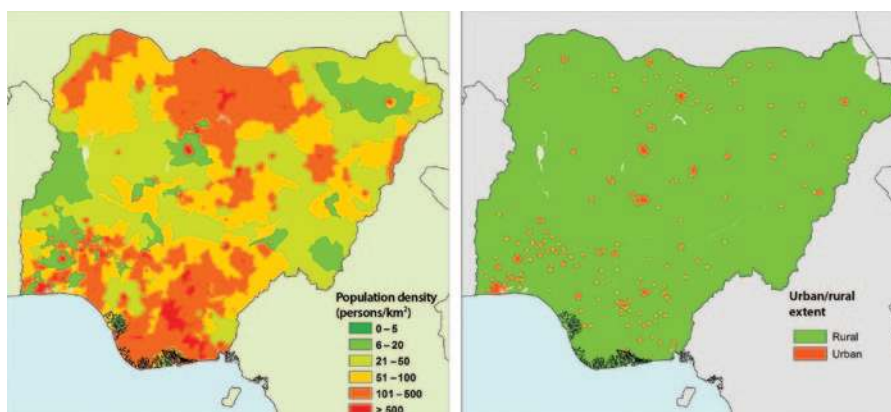 Population density
(persons/km²)
0–5
6–20
21–50
51–100
101–500
> 500
Urban/rural
extent
Rural
Urban